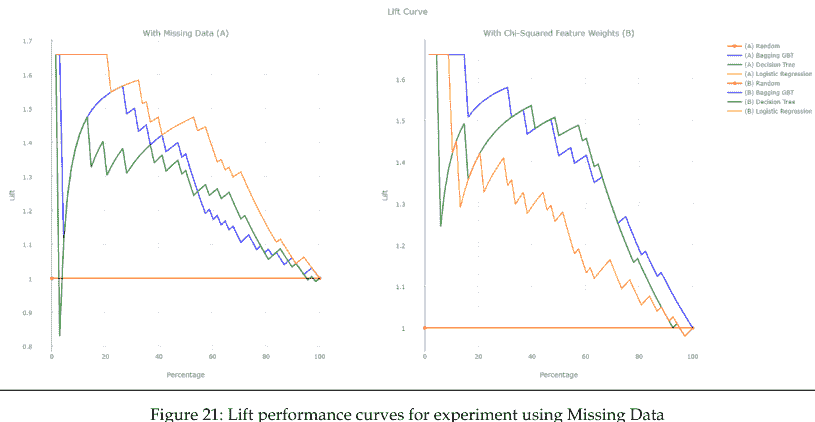 Lift Curve
With Missing Data (A)
With Chi-Squared Feature Weights (B)
1.7
1.6
1.5
1.4
1.3
1.2
1.1
1
0.9
0.8
Lift
0
20
40
60
80
100
Percentage
1.6
1.5
1.4
1.3
1.2
1.1
1
Lift
0
20
40
60
80
100
Percentage
(A) Random
(A) Bagging GBT
(A) Decision Tree
(A) Logistic Regression
(B) Random
(B) Bagging GBT
(B) Decision Tree
(B) Logistic Regression
Figure 21: Lift performance curves for experiment using Missing Data